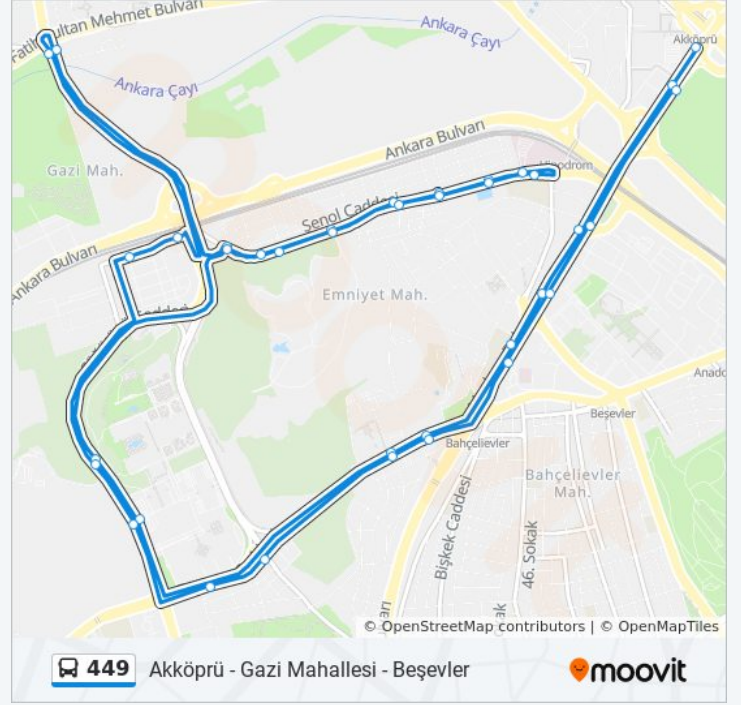 Fatih Sultan Mehmet Bulvarı
Ankara Çayı
Akköprü
Ankara Çayı
Ankara Bulvarı
Gazi Mah.
Hipodrom
Şenol Caddesi
Ankara Bulvarı
Emniyet Mah.
Caddesi
Anado
Beşevler
Bahçelievler
Bahçelievler
Mah.
Bişkek Caddesi
46. Sokak
© OpenStreetMap contributors | © OpenMapTiles
449 Akköprü - Gazi Mahallesi - Beşevler
moovit